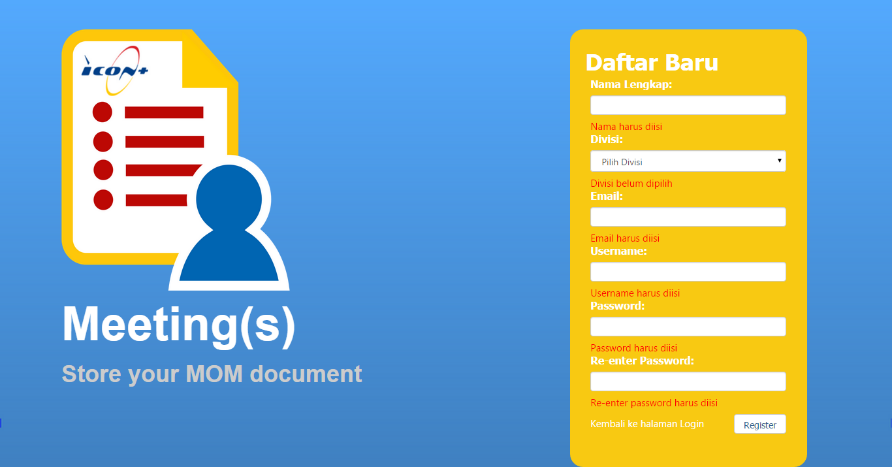 icon+
Meeting(s)
Store your MOM document
Daftar Baru
Nama Lengkap:
Nama harus diisi
Divisi:
Pilih Divisi
Divisi belum dipilih
Email:
Email harus diisi
Username:
Username harus diisi
Password:
Password harus diisi
Re-enter Password:
Re-enter password harus diisi
Kembali ke halaman Login
Register